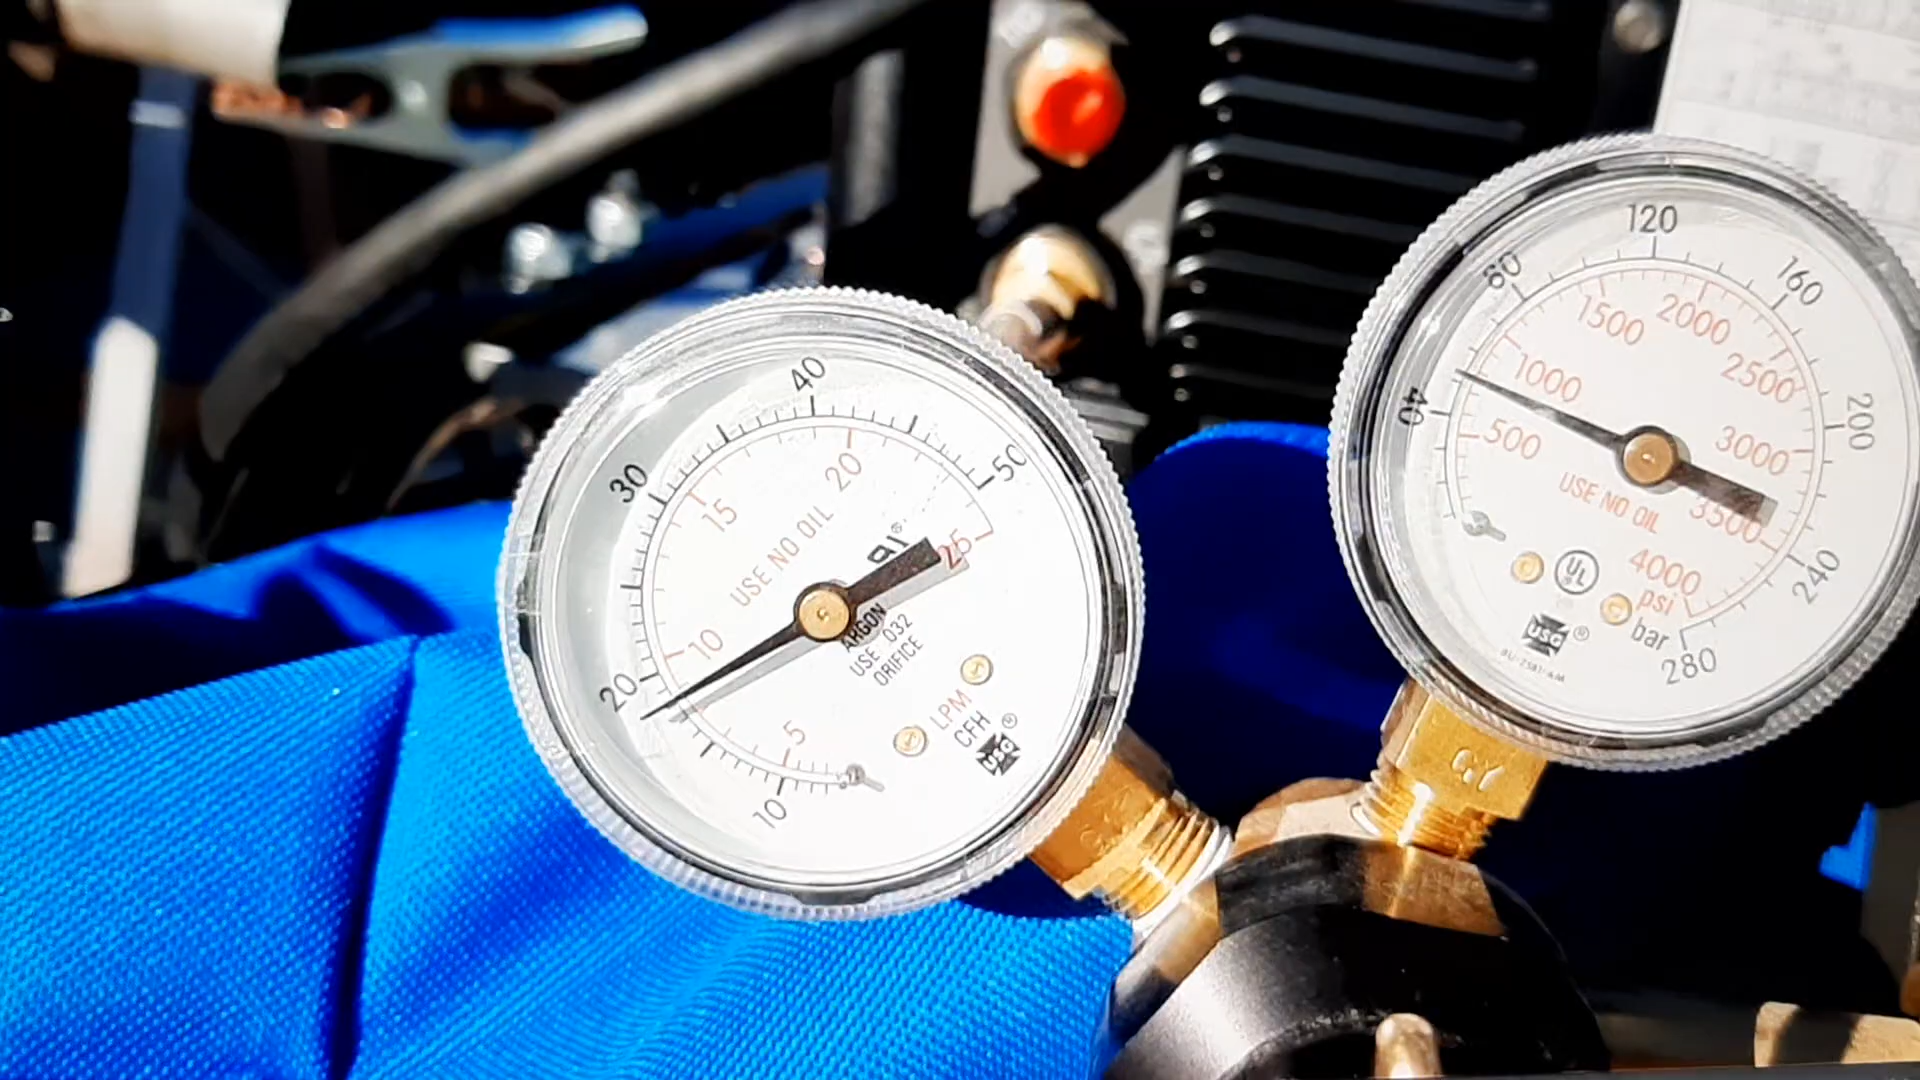 10
20
30
40
50
5
10
15
20
25
USE NO OIL
ARGON
USE .032
ORIFICE
LPM
CFH
USG
®
40
80
120
160
200
240
280
500
1000
1500
2000
2500
3000
3500
4000
USE NO OIL
UL
psi
bar
USG
®